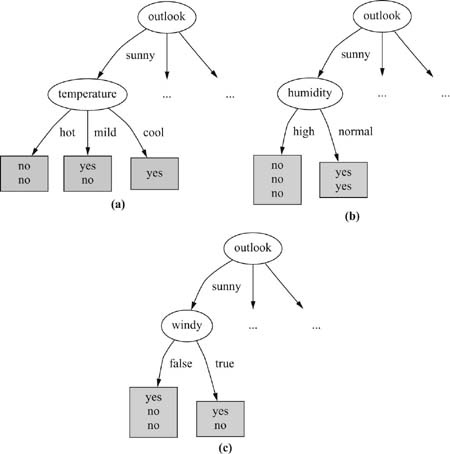 outlook
sunny
temperature
...
...
hot mild cool
no
no
yes
no
yes
(a)
outlook
sunny
humidity
...
...
high normal
no
no
no
yes
yes
(b)
outlook
sunny
windy
...
...
false true
yes
no
no
yes
no
(c)